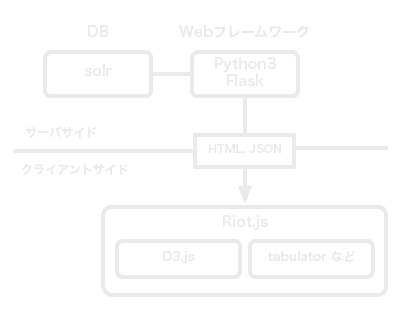 DB
Webフレームワーク
solr
Python3
Flask
サーバサイド
HTML, JSON
クライアントサイド
Riot.js
D3.js
tabulator など